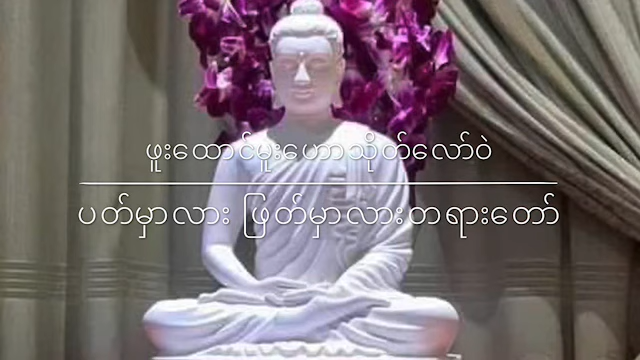 ဖူးထောင်မူးဟောသိုတ်လော်ဝဲ
ပတ်မှာလား ဖြတ်မှာလားတရားတော်